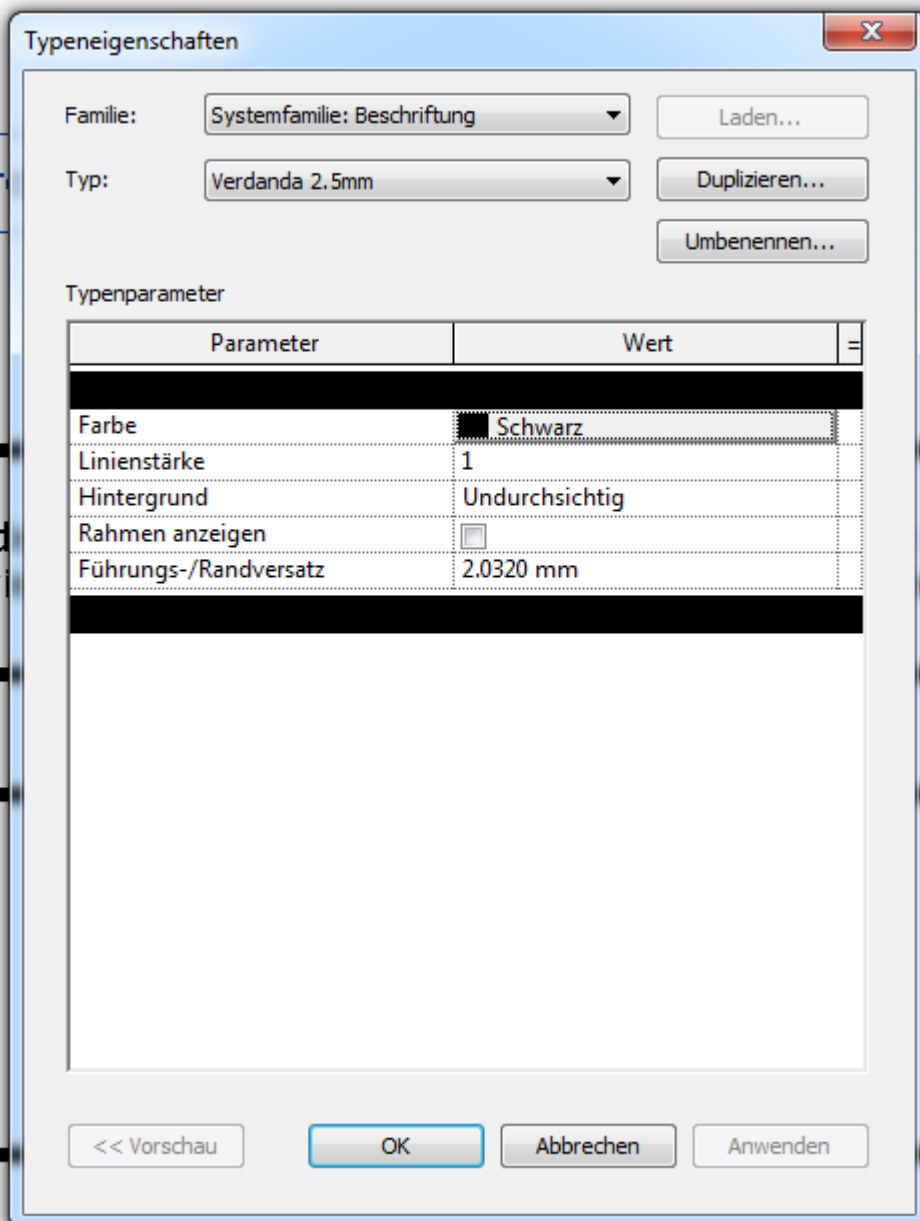 Typeneigenschaften
Familie: Systemfamilie: Beschriftung Laden...
Typ: Verdanda 2.5mm Duplizieren...
Umbenennen...
Typenparameter
Parameter Wert =
Farbe Schwarz
Linienstärke 1
Hintergrund Undurchsichtig
Rahmen anzeigen
Führungs-/Randversatz 2.0320 mm
<< Vorschau OK Abbrechen Anwenden